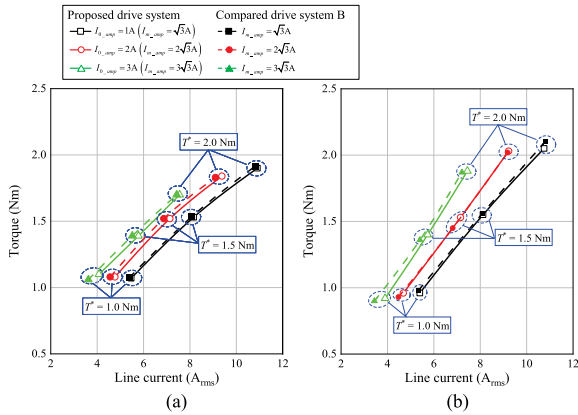 Proposed drive system Compared drive system B
I0_amp = 1A (Im_amp = √3A) Im_amp = √3A
I0_amp = 2A (Im_amp = 2√3A) Im_amp = 2√3A
I0_amp = 3A (Im_amp = 3√3A) Im_amp = 3√3A
2.5 2.5
T* = 2.0 Nm T* = 2.0 Nm
2.0 2.0
Torque (Nm) Torque (Nm)
1.5 1.5
T* = 1.5 Nm T* = 1.5 Nm
1.0 1.0
T* = 1.0 Nm T* = 1.0 Nm
0.5 0.5
2 4 6 8 10 12 2 4 6 8 10 12
Line current (Arms) Line current (Arms)
(a) (b)